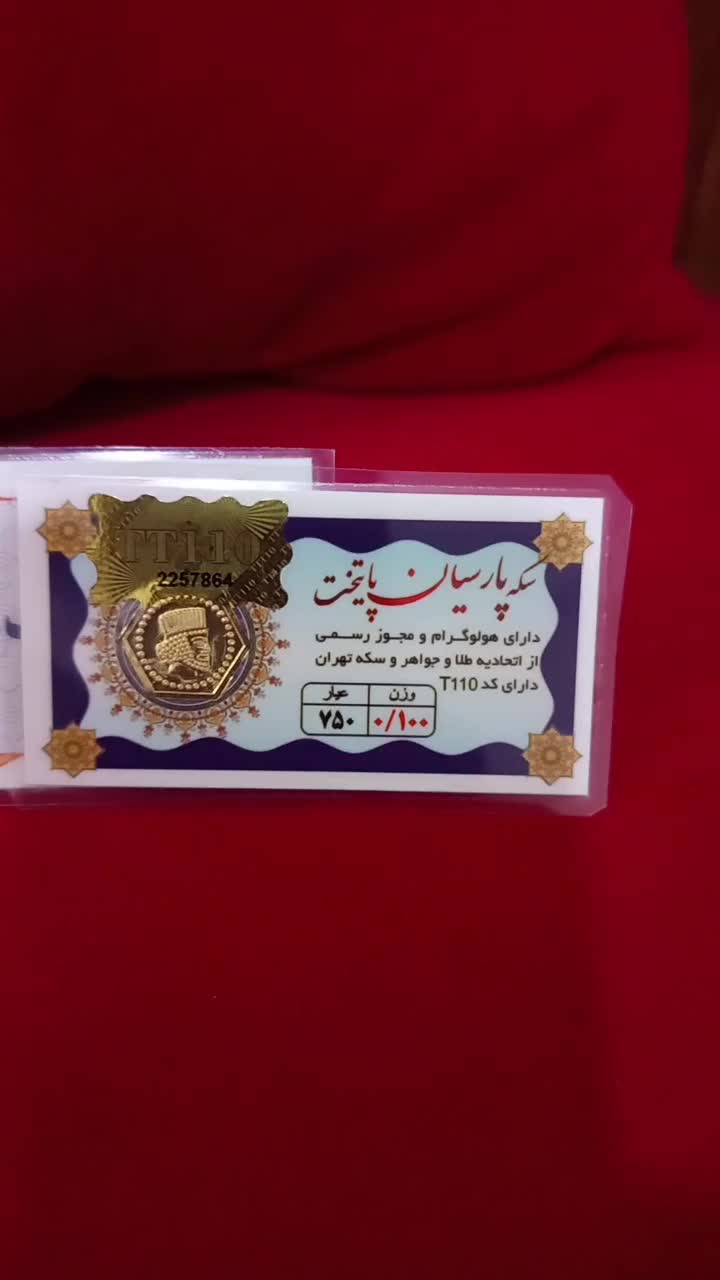 TT110
2257864
سکه پارسیان پایتخت
دارای هولوگرام و مجوز رسمی
از اتحادیه طلا و جواهر و سکه تهران
دارای کد T110
وزن عیار
۰/۱۰۰ ۷۵۰